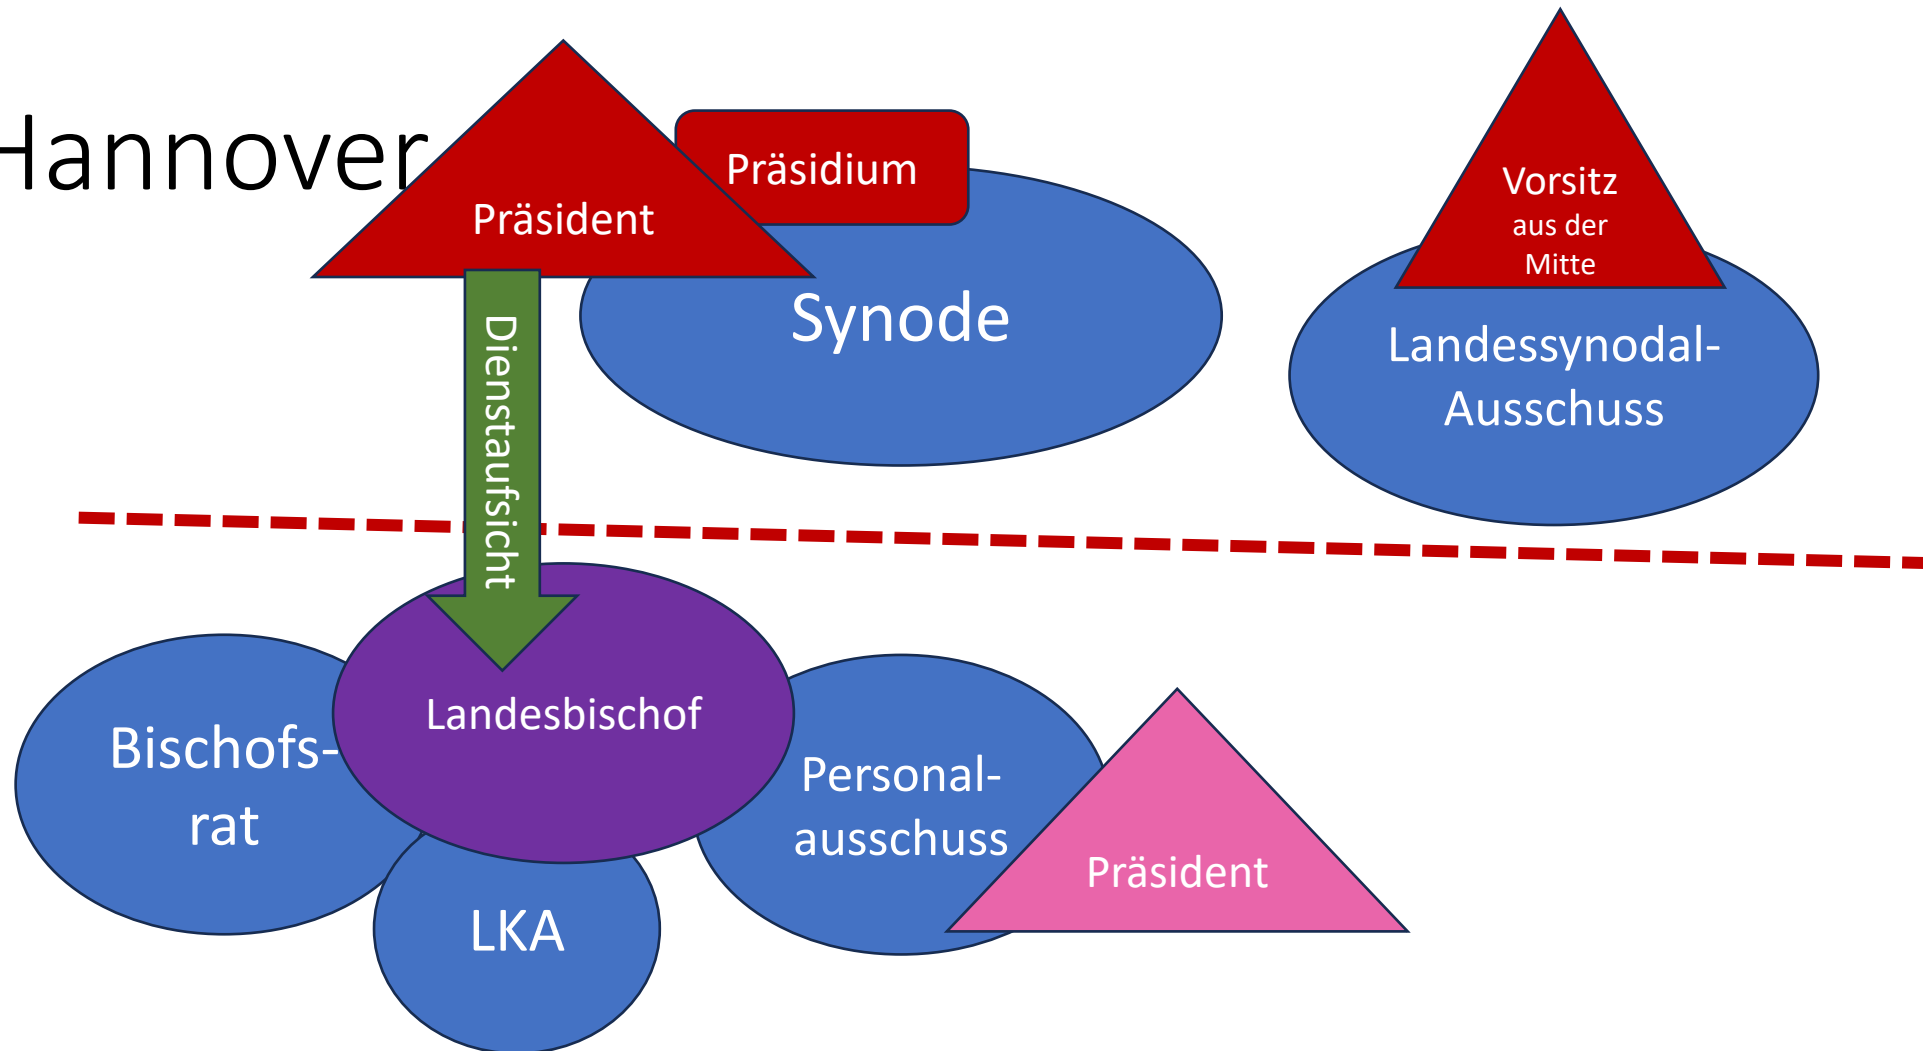 Hannover
Präsident
Präsidium
Synode
Vorsitz
aus der
Mitte
Landessynodal-
Ausschuss
Dienstaufsicht
Landesbischof
Bischofs-
rat
LKA
Personal-
ausschuss
Präsident